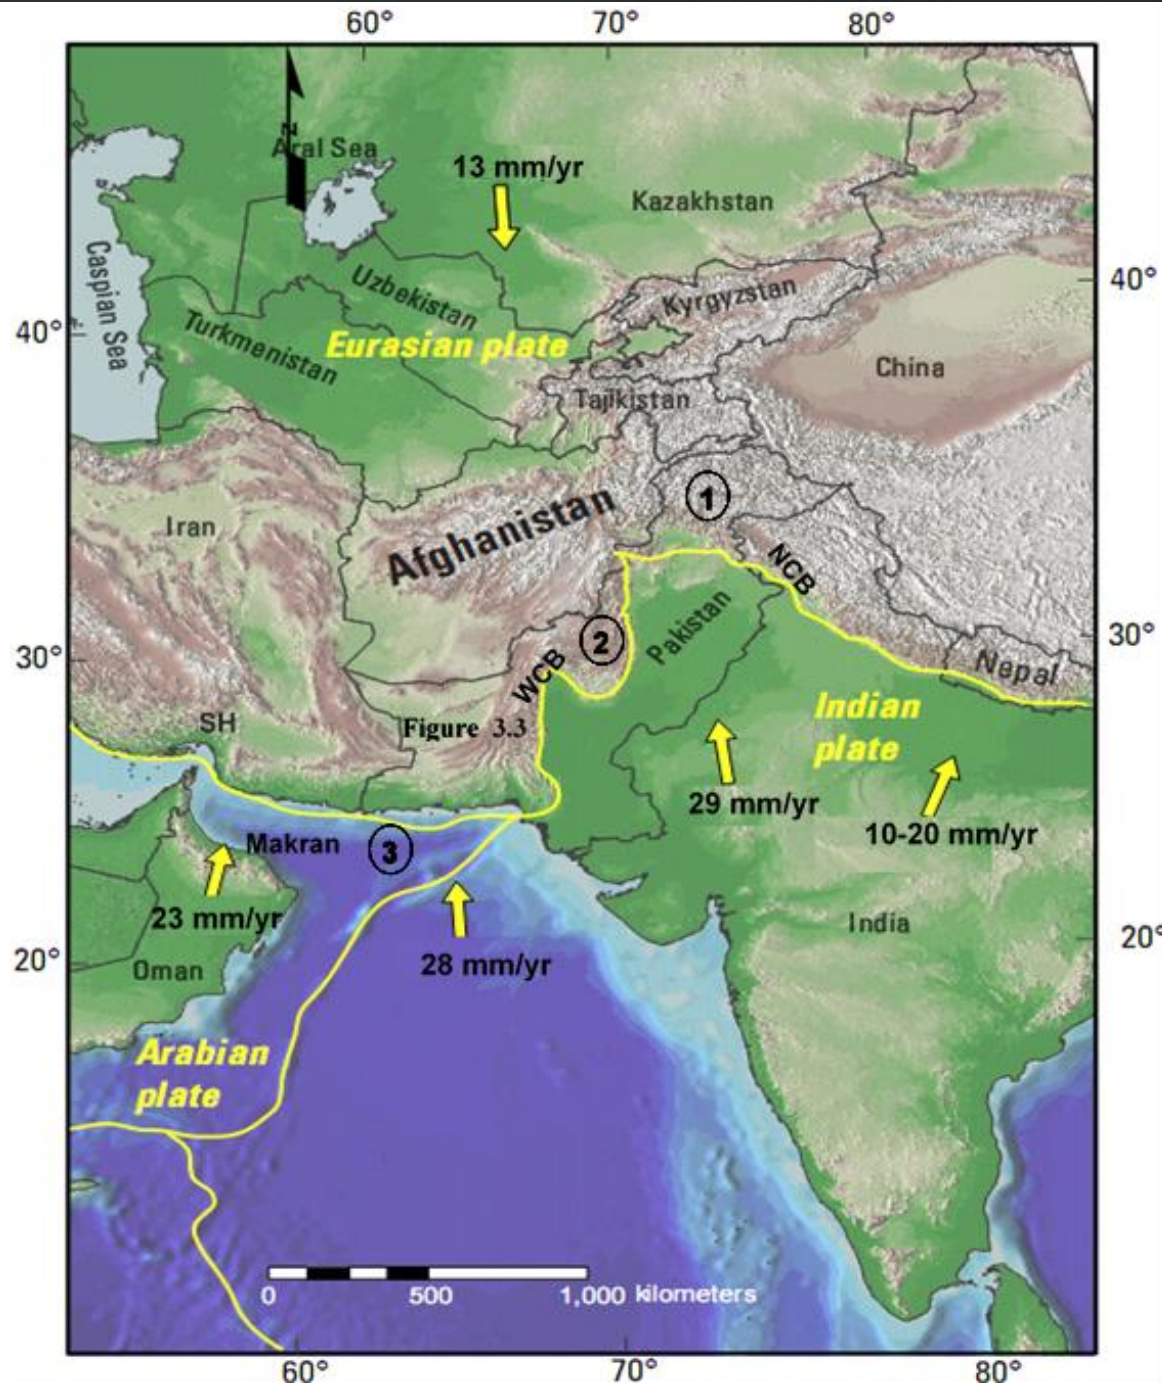 60° 70° 80°
N
Aral Sea
13 mm/yr
Kazakhstan
Caspian Sea
Uzbekistan
40°
Kyrgyzstan
40°
Turkmenistan
Eurasian plate
China
Tajikistan
1
Iran
Afghanistan
NCB
30°
Pakistan
2
30°
WCB
Nepal
SH
Figure 3.3
Indian
plate
29 mm/yr
10-20 mm/yr
Makran
3
23 mm/yr
India
20°
28 mm/yr
20°
Oman
Arabian
plate
0 500 1,000 kilometers
60° 70° 80°